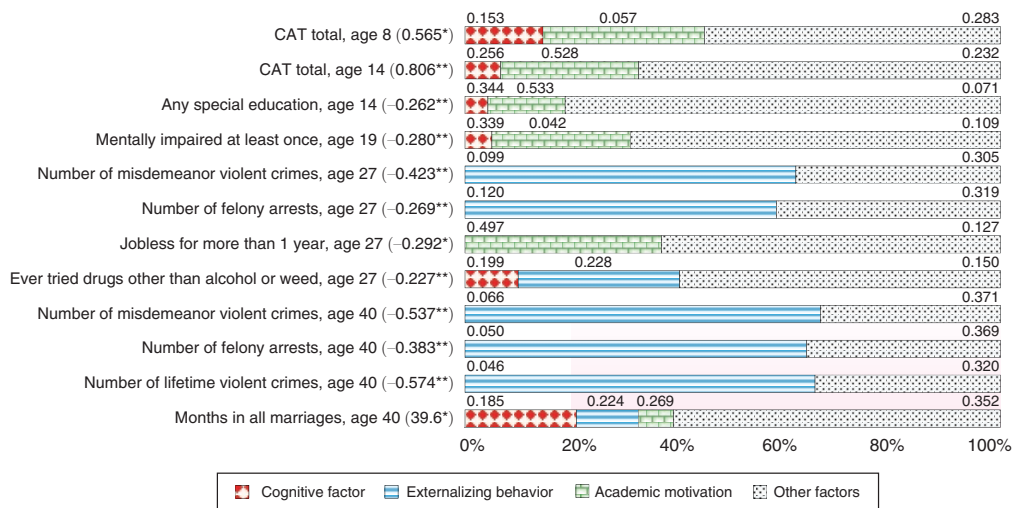 0.153 0.057 0.283
CAT total, age 8 (0.565*)
0.256 0.528 0.232
CAT total, age 14 (0.806**)
0.344 0.533 0.071
Any special education, age 14 (–0.262**)
0.339 0.042 0.109
Mentally impaired at least once, age 19 (–0.280**)
0.099 0.305
Number of misdemeanor violent crimes, age 27 (–0.423**)
0.120 0.319
Number of felony arrests, age 27 (–0.269**)
0.497 0.127
Jobless for more than 1 year, age 27 (–0.292*)
0.199 0.228 0.150
Ever tried drugs other than alcohol or weed, age 27 (–0.227**)
0.066 0.371
Number of misdemeanor violent crimes, age 40 (–0.537**)
0.050 0.369
Number of felony arrests, age 40 (–0.383**)
0.046 0.320
Number of lifetime violent crimes, age 40 (–0.574**)
0.185 0.224 0.269 0.352
Months in all marriages, age 40 (39.6*)
0% 20% 40% 60% 80% 100%
Cognitive factor Externalizing behavior Academic motivation Other factors